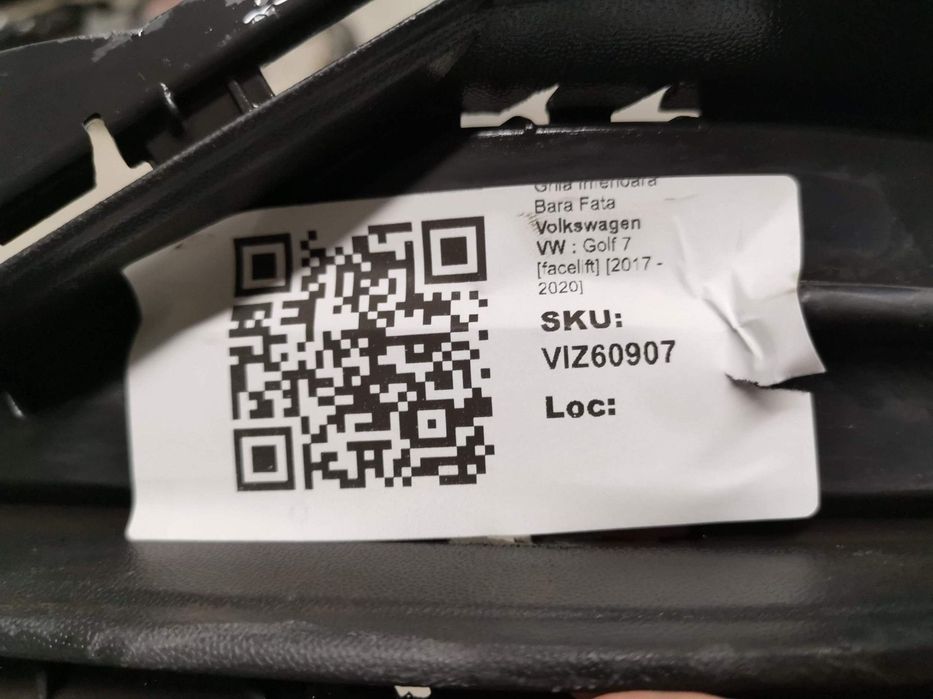 Grila Inferioara
Bara Fata
Volkswagen
VW : Golf 7
[facelift] [2017 -
2020]
SKU:
VIZ60907
Loc: